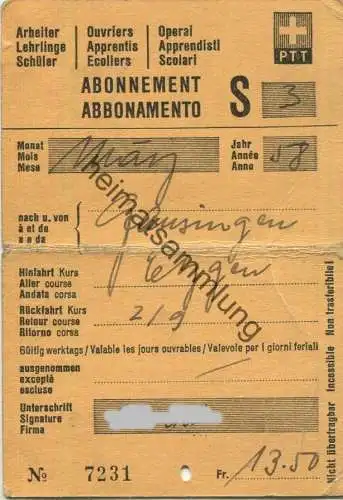 Arbeiter Ouvriers Operai
Lehrlinge Apprentis Apprendisti
Schüler Ecoliers Scolari
PTT
ABONNEMENT
ABBONAMENTO S 3
Monat
Mois
Mese
März
Jahr
Année
Anno
58
nach u. von
à et de
a e da
Hinfahrt Kurs
Aller course
Andata corsa
Rückfahrt Kurs
Retour course
Ritorno corsa
2/9
Gültig werktags / Valable les jours ouvrables / Valevole per i giorni feriali
ausgenommen
excepté
escluse
Unterschrift
Signature
Firma
№ 7231 Fr. 13.50
Nicht übertragbar Incessible Non trasferibile!
heimatsammlung